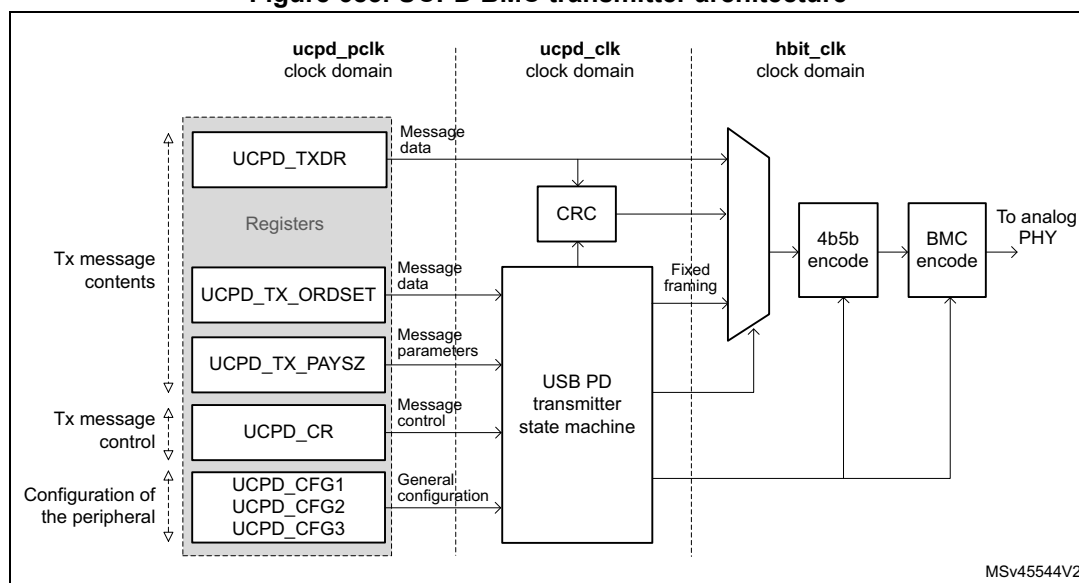 ucpd_pclk
clock domain
ucpd_clk
clock domain
hbit_clk
clock domain
Tx message
contents
Tx message
control
Configuration of
the peripheral
UCPD_TXDR
Registers
UCPD_TX_ORDSET
UCPD_TX_PAYSZ
UCPD_CR
UCPD_CFG1
UCPD_CFG2
UCPD_CFG3
Message
data
Message
data
Message
parameters
Message
control
General
configuration
CRC
USB PD
transmitter
state machine
Fixed
framing
4b5b
encode
BMC
encode
To analog
PHY
MSv45544V2